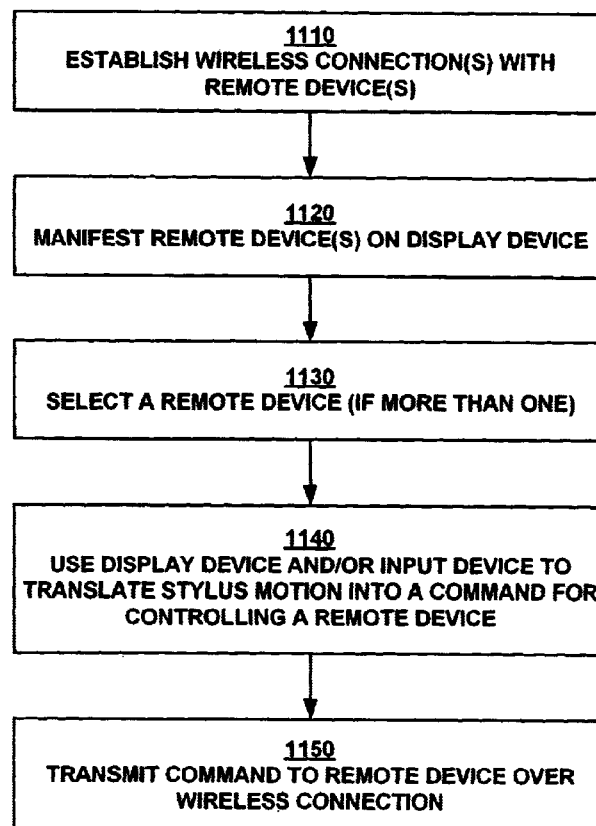 1110
ESTABLISH WIRELESS CONNECTION(S) WITH
REMOTE DEVICE(S)
1120
MANIFEST REMOTE DEVICE(S) ON DISPLAY DEVICE
1130
SELECT A REMOTE DEVICE (IF MORE THAN ONE)
1140
USE DISPLAY DEVICE AND/OR INPUT DEVICE TO
TRANSLATE STYLUS MOTION INTO A COMMAND FOR
CONTROLLING A REMOTE DEVICE
1150
TRANSMIT COMMAND TO REMOTE DEVICE OVER
WIRELESS CONNECTION